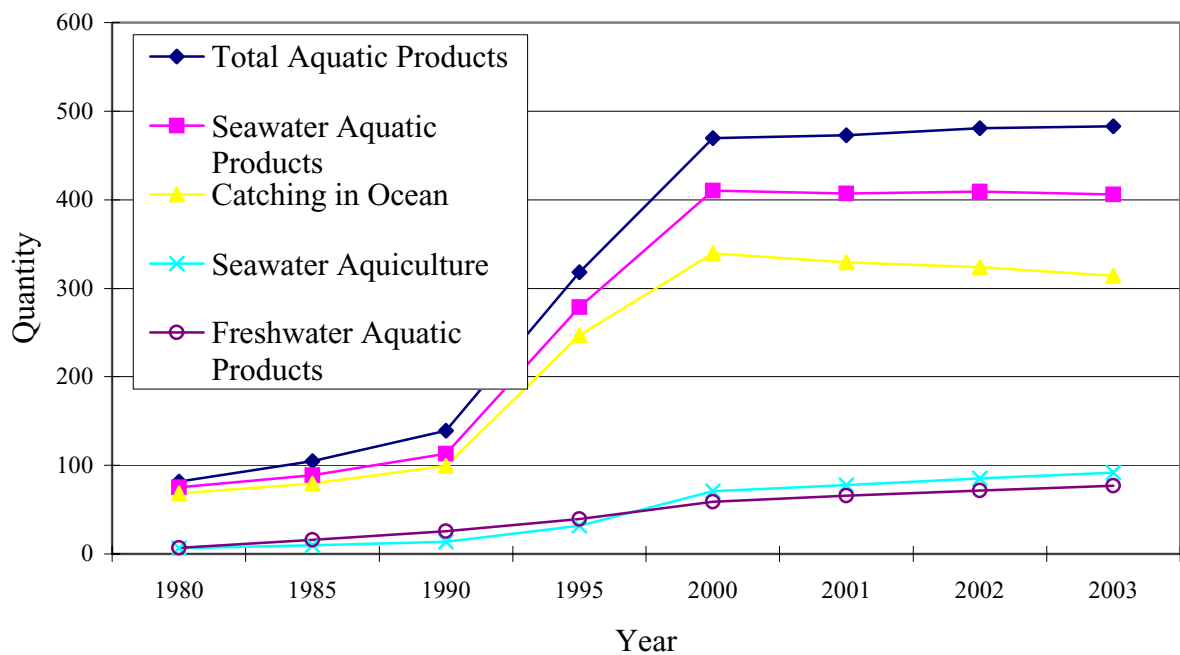 600
500
400
300
200
100
0
Quantity
Total Aquatic Products
Seawater Aquatic
Products
Catching in Ocean
Seawater Aquiculture
Freshwater Aquatic
Products
1980 1985 1990 1995 2000 2001 2002 2003
Year